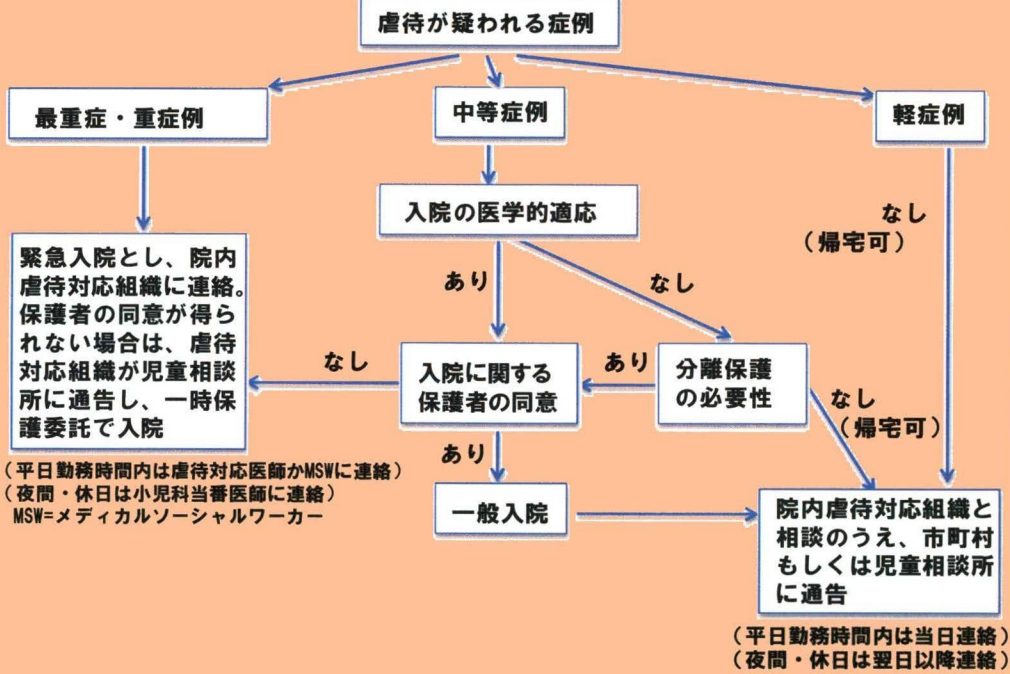 虐待が疑われる症例
最重症・重症例
中等症例
軽症例
入院の医学的適応
なし
（帰宅可）
緊急入院とし、院内
虐待対応組織に連絡。
保護者の同意が得ら
れない場合は、虐待
対応組織が児童相談
所に通告し、一時保
護委託で入院
あり
なし
なし
入院に関する
保護者の同意
あり
分離保護
の必要性
なし
（帰宅可）
あり
（平日勤務時間内は虐待対応医師かMSWに連絡）
（夜間・休日は小児科当番医師に連絡）
MSW=メディカルソーシャルワーカー
一般入院
院内虐待対応組織と
相談のうえ、市町村
もしくは児童相談所
に通告
（平日勤務時間内は当日連絡）
（夜間・休日は翌日以降連絡）